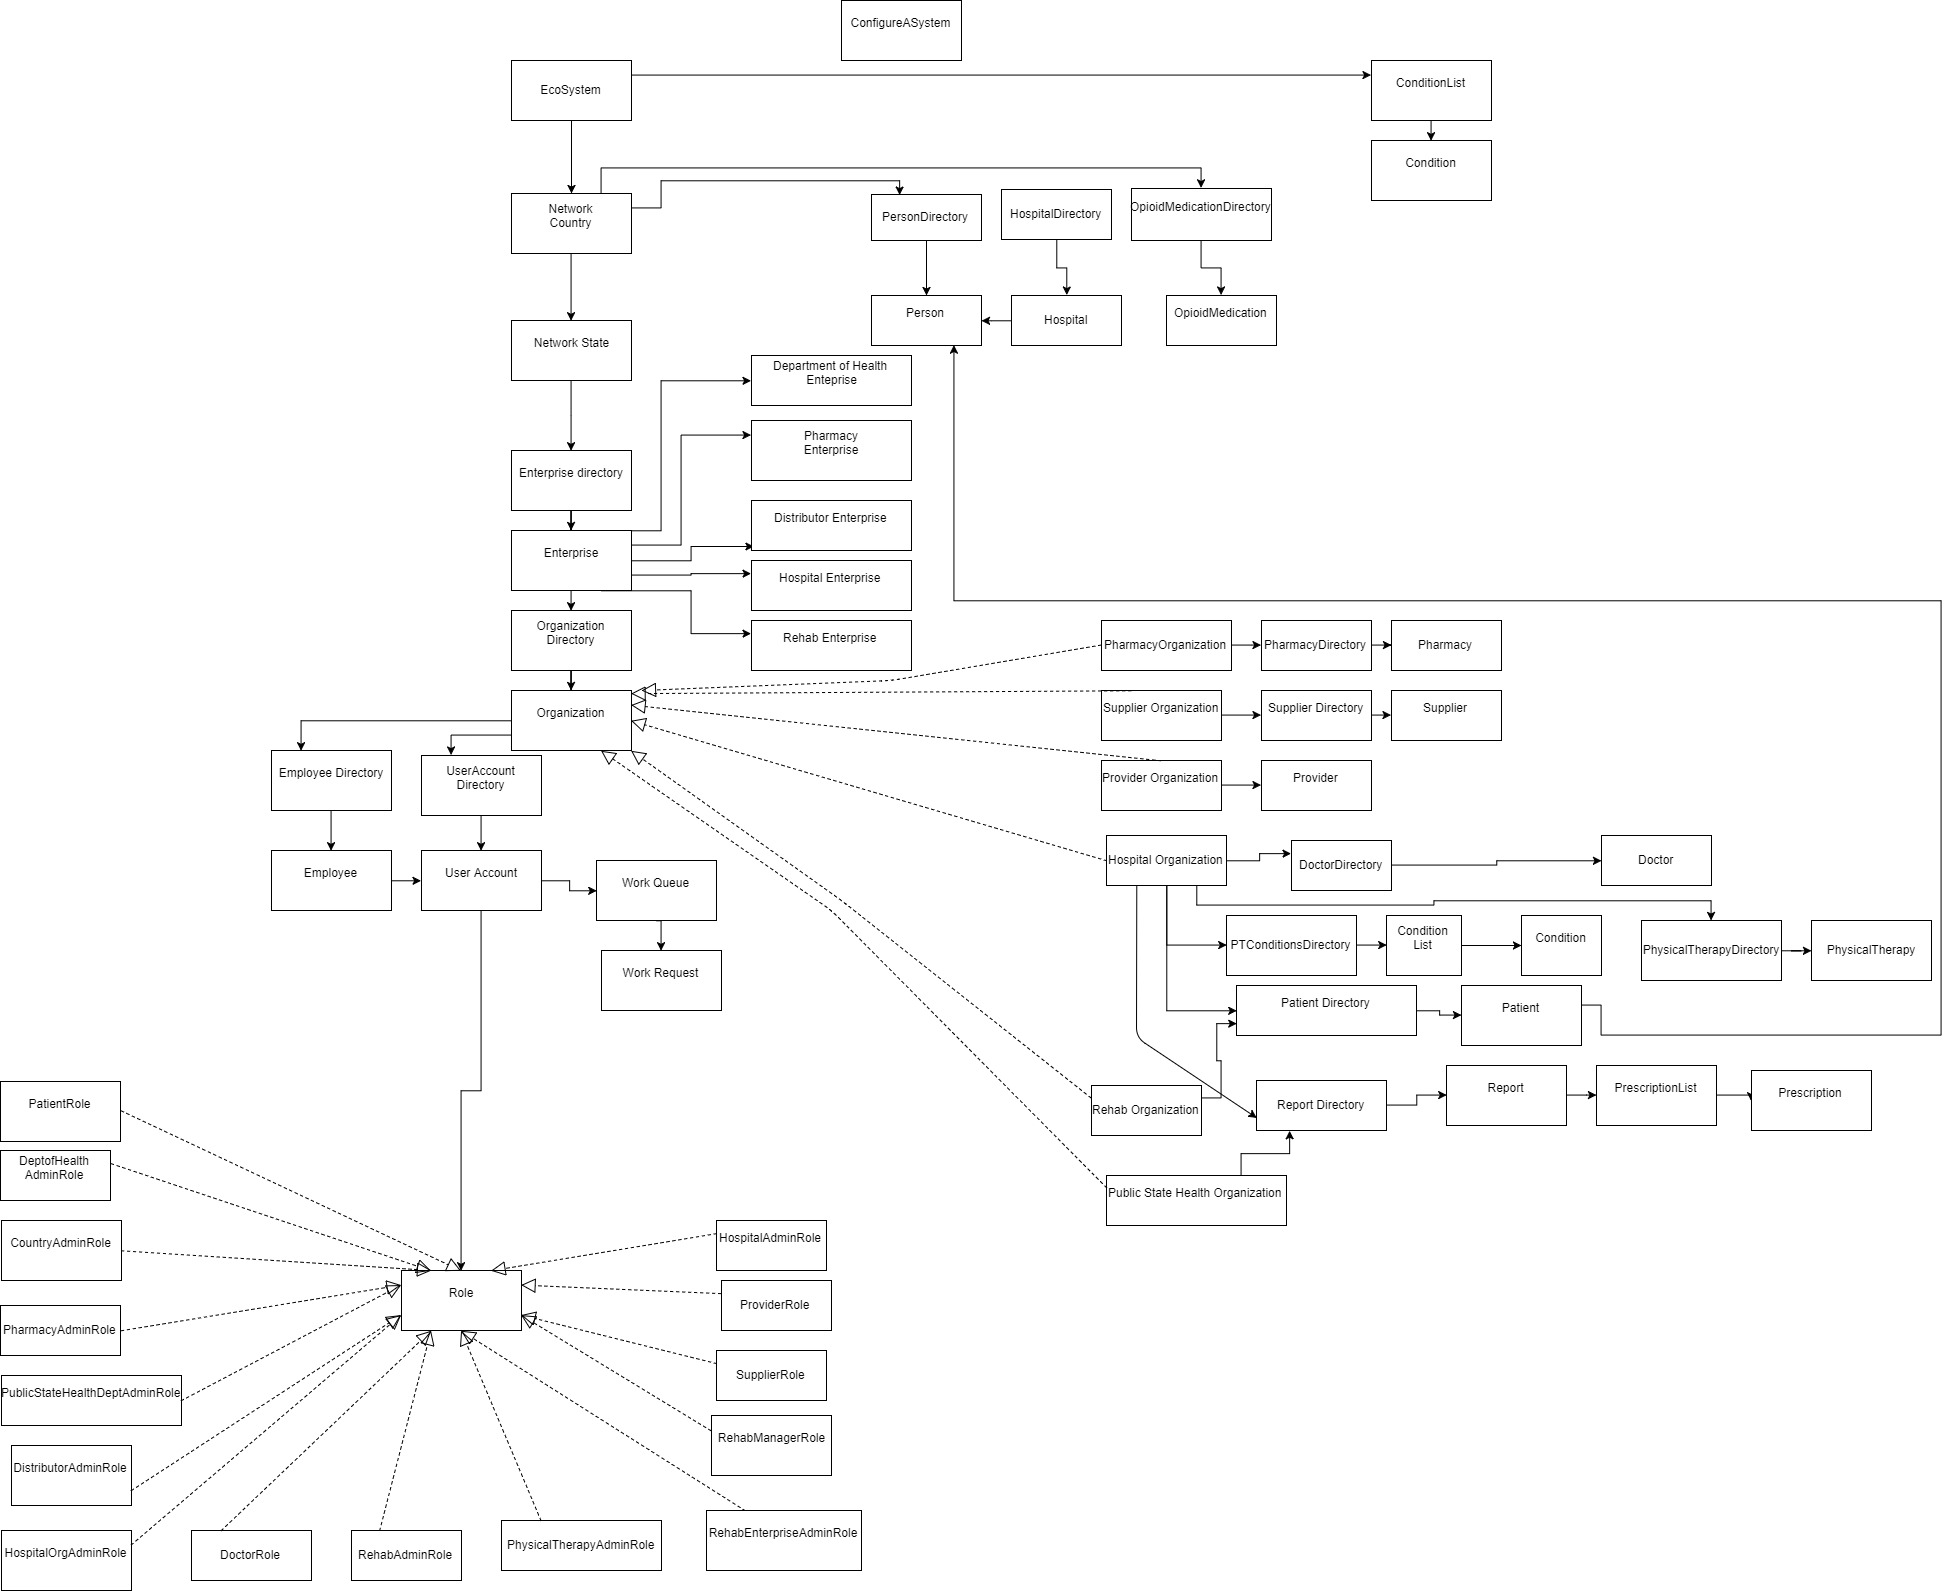 ConfigureASystem
EcoSystem
ConditionList
Condition
Network
Country
PersonDirectory
HospitalDirectory
OpioidMedicationDirectory
Person
Hospital
OpioidMedication
Network State
Department of Health
Enteprise
Pharmacy
Enterprise
Enterprise directory
Distributor Enterprise
Enterprise
Hospital Enterprise
Organization
Directory
Rehab Enterprise
PharmacyOrganization
PharmacyDirectory
Pharmacy
Organization
Supplier Organization
Supplier Directory
Supplier
Employee Directory
UserAccount
Directory
Provider Organization
Provider
Employee
User Account
Work Queue
Hospital Organization
DoctorDirectory
Doctor
PTConditionsDirectory
Condition
List
Condition
PhysicalTherapyDirectory
PhysicalTherapy
Work Request
Patient Directory
Patient
Rehab Organization
Report Directory
Report
PrescriptionList
Prescription
Public State Health Organization
PatientRole
DeptofHealth
AdminRole
CountryAdminRole
HospitalAdminRole
Role
ProviderRole
PharmacyAdminRole
SupplierRole
PublicStateHealthDeptAdminRole
RehabManagerRole
DistributorAdminRole
HospitalOrgAdminRole
DoctorRole
RehabAdminRole
PhysicalTherapyAdminRole
RehabEnterpriseAdminRole